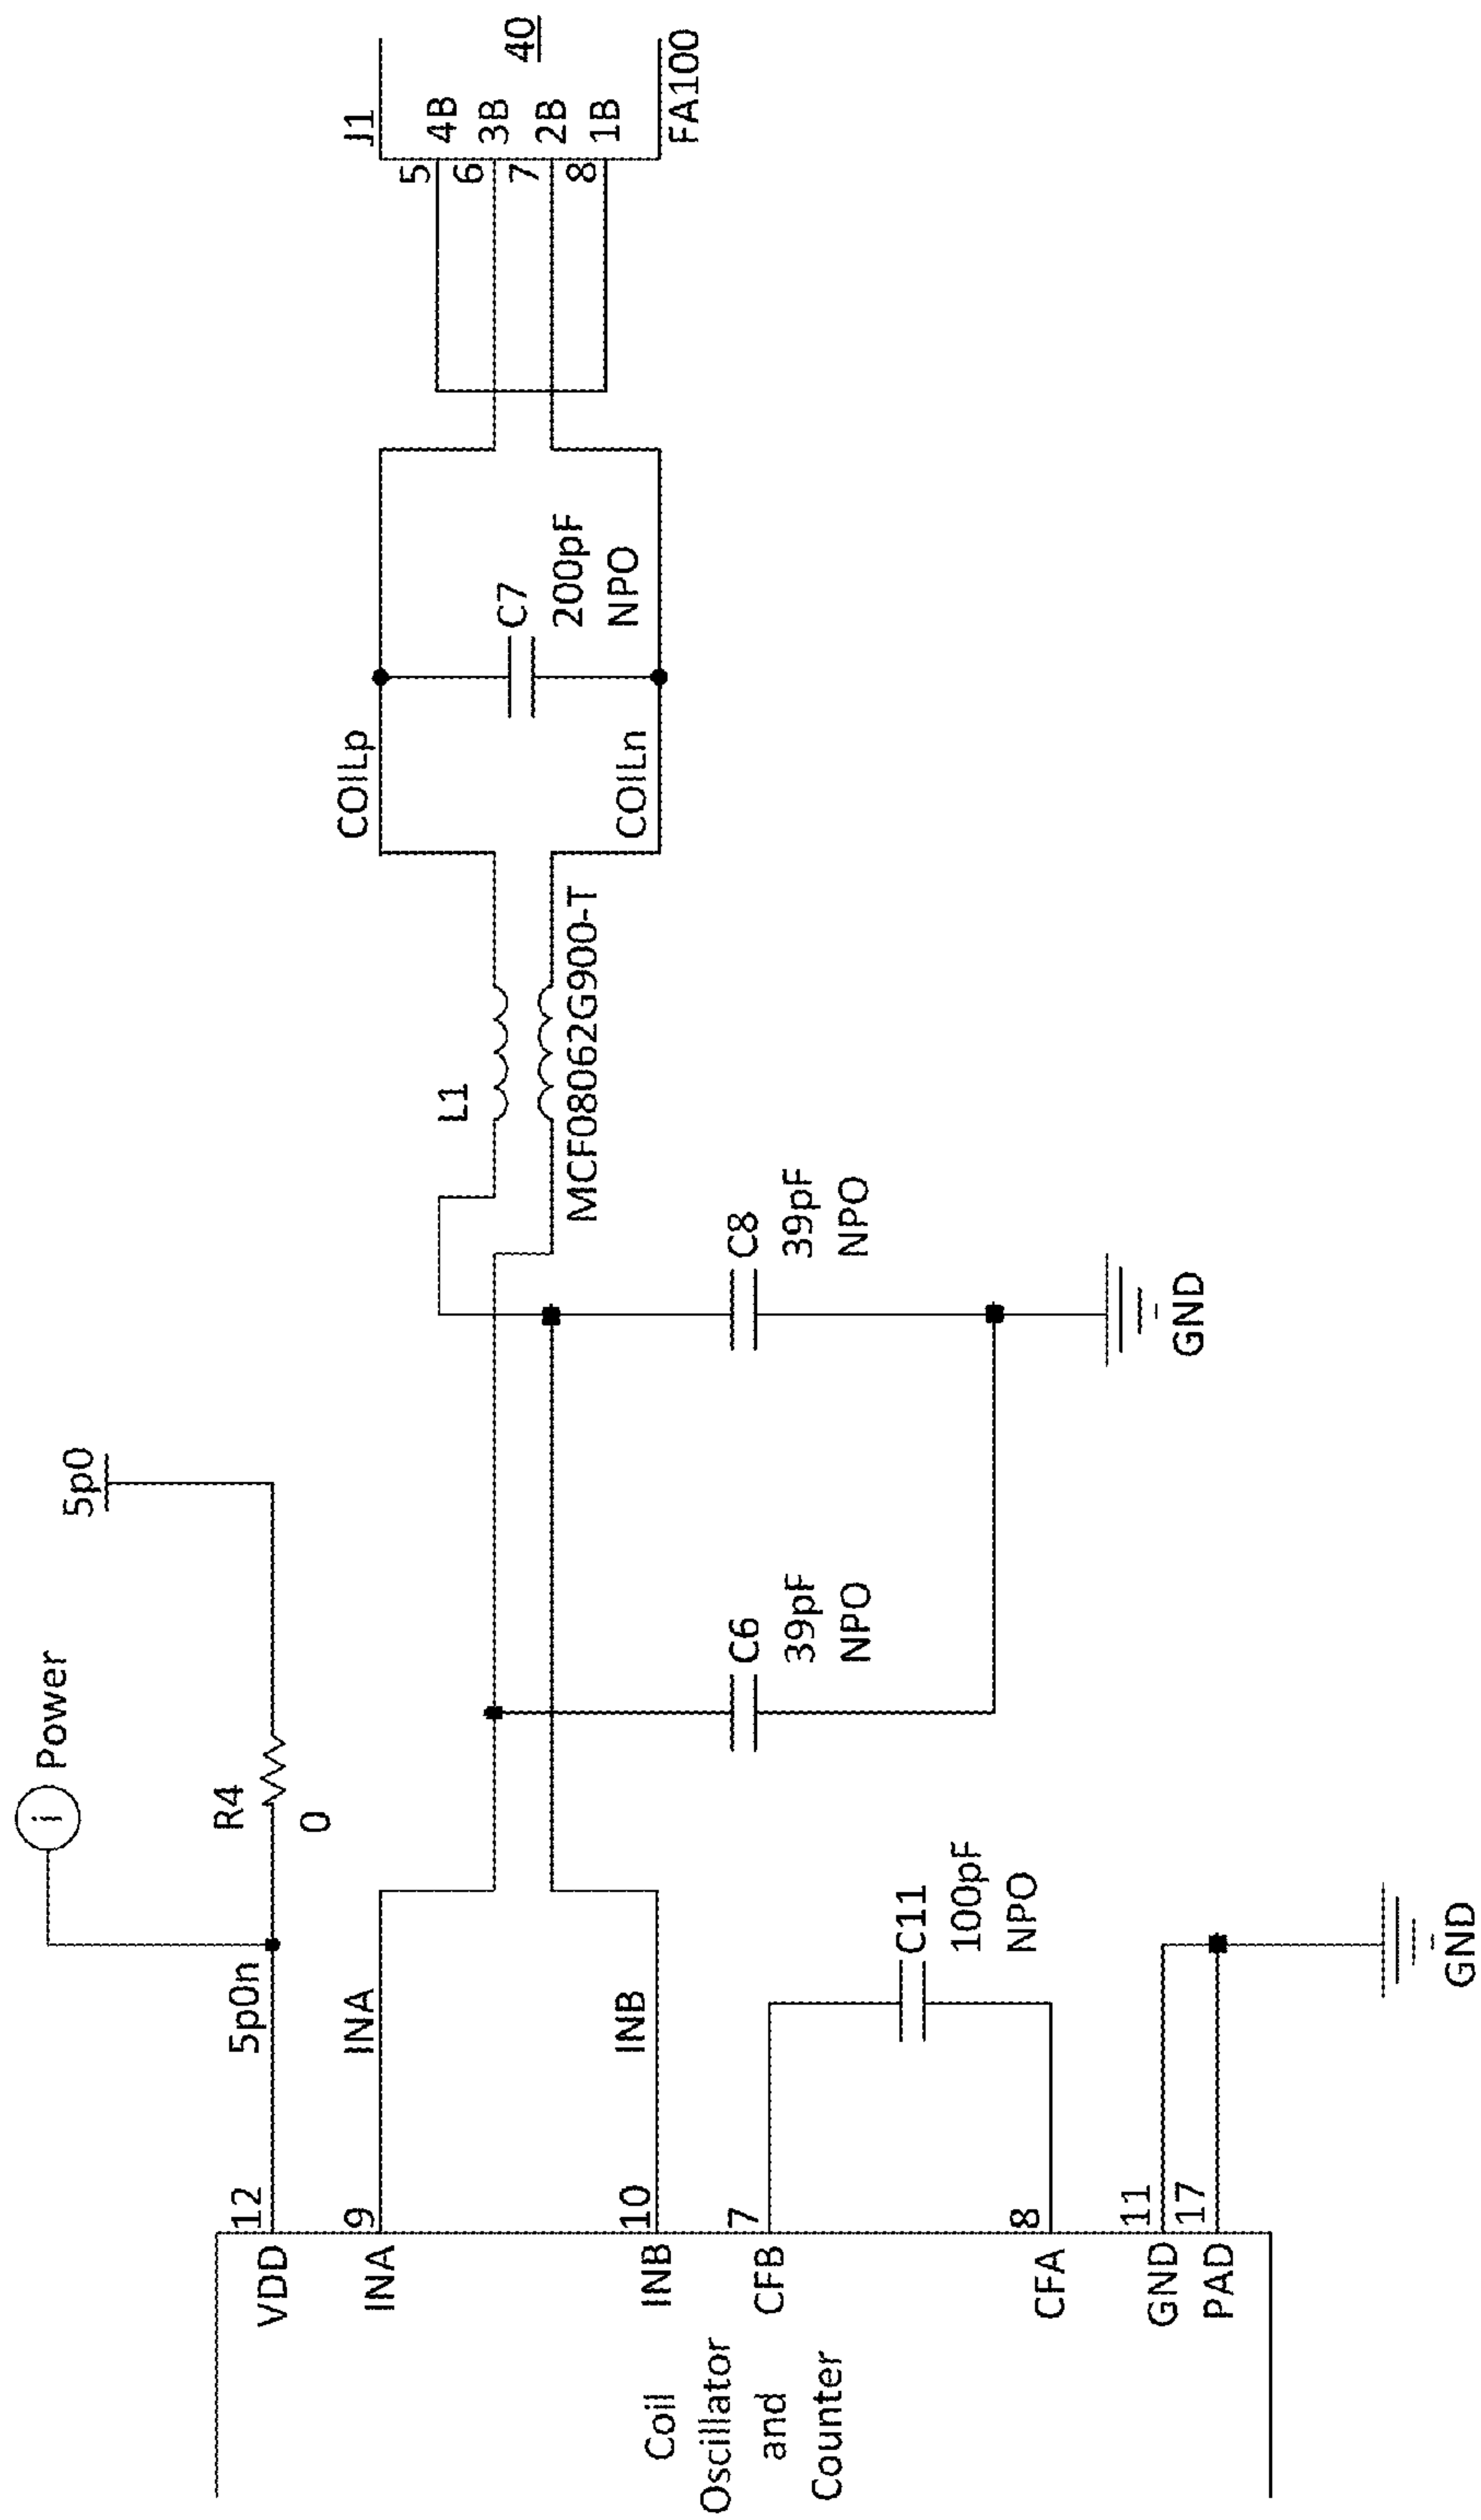 Power
5p0
R4
0
5p0n
12
VDD
INA
9
INA
INB
10
INB
7
CFB
8
CFA
11
GND
17
PAD
Coil
Oscillator
and
Counter
C11
100pF
NPO
GND
C6
39pF
NPO
C8
39pF
NPO
GND
L1
MCF08062G900-T
COILp
COILn
C7
200pF
NPO
J1
5
4B
6
3B
7
2B
8
1B
40
FA100